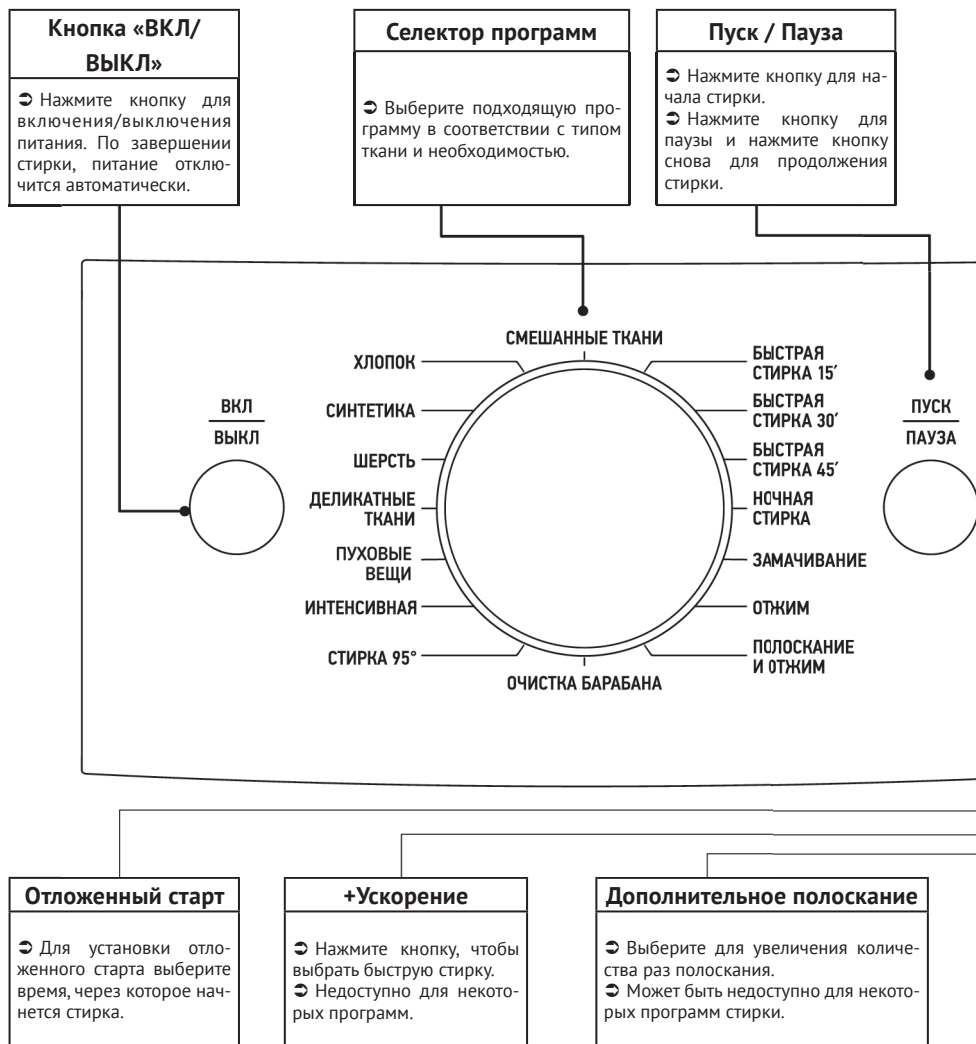 Кнопка «ВКЛ/
ВЫКЛ»
➲ Нажмите кнопку для
включения/выключения
питания. По завершении
стирки, питание отклю-
чится автоматически.
Селектор программ
➲ Выберите подходящую про-
грамму в соответствии с типом
ткани и необходимостью.
Пуск / Пауза
➲ Нажмите кнопку для на-
чала стирки.
➲ Нажмите кнопку для
паузы и нажмите кнопку
снова для продолжения
стирки.
ВКЛ
ВЫКЛ
СМЕШАННЫЕ ТКАНИ
ХЛОПОК
СИНТЕТИКА
ШЕРСТЬ
ДЕЛИКАТНЫЕ
ТКАНИ
ПУХОВЫЕ
ВЕЩИ
ИНТЕНСИВНАЯ
СТИРКА 95°
ОЧИСТКА БАРАБАНА
БЫСТРАЯ
СТИРКА 15′
БЫСТРАЯ
СТИРКА 30′
БЫСТРАЯ
СТИРКА 45′
НОЧНАЯ
СТИРКА
ЗАМАЧИВАНИЕ
ОТЖИМ
ПОЛОСКАНИЕ
И ОТЖИМ
ПУСК
ПАУЗА
Отложенный старт
➲ Для установки отло-
женного старта выберите
время, через которое нач-
нется стирка.
+Ускорение
➲ Нажмите кнопку, чтобы
выбрать быструю стирку.
➲ Недоступно для некото-
рых программ.
Дополнительное полоскание
➲ Выберите для увеличения количе-
ства раз полоскания.
➲ Может быть недоступно для некото-
рых программ стирки.